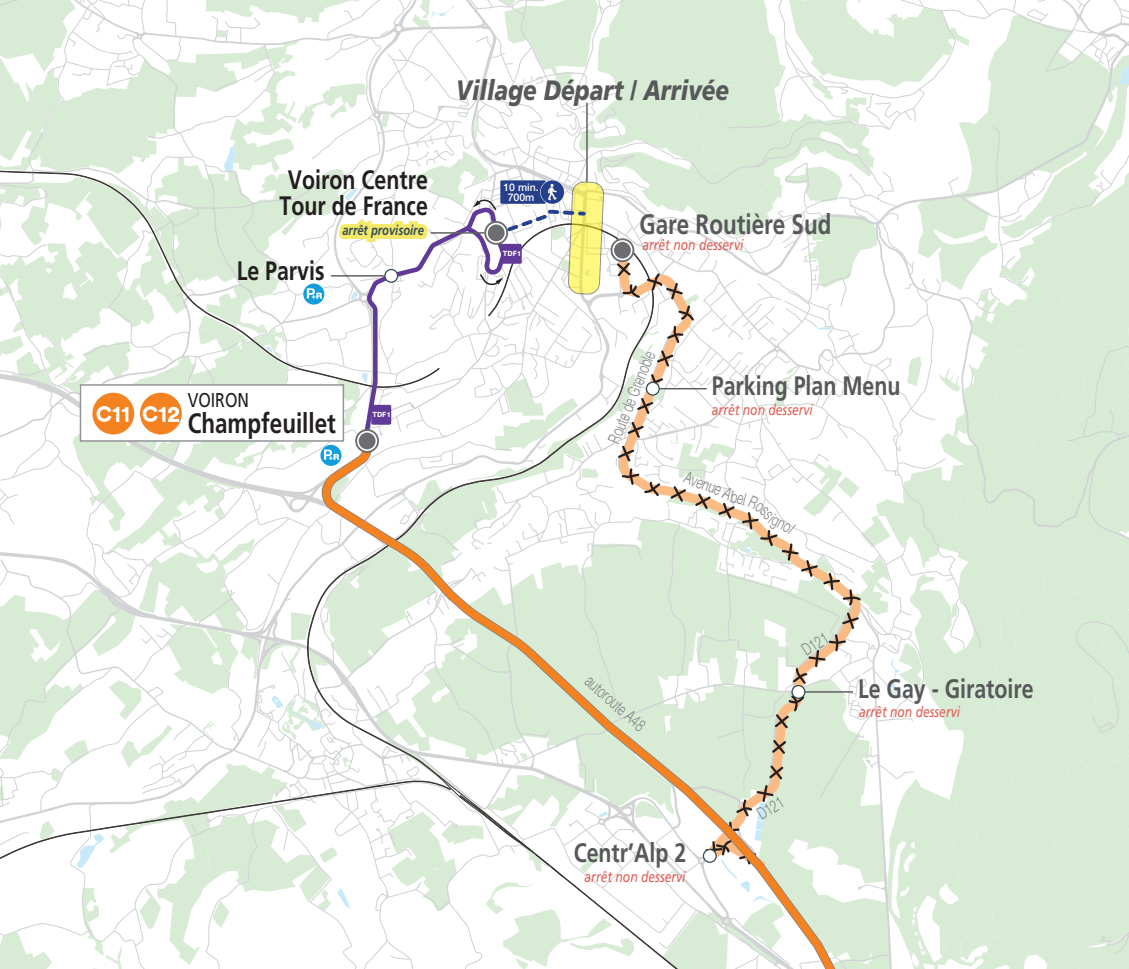 Village Départ / Arrivée
Voiron Centre
Tour de France
arrêt provisoire
10 min.
700m
TDF1
Gare Routière Sud
arrêt non desservi
Le Parvis
P+R
Route de Grenoble
Parking Plan Menu
arrêt non desservi
C11 C12 VOIRON
Champfeuillet
TDF1
P+R
Avenue Abel Rossignol
D121
Le Gay - Giratoire
arrêt non desservi
autoroute A48
D121
Centr'Alp 2
arrêt non desservi